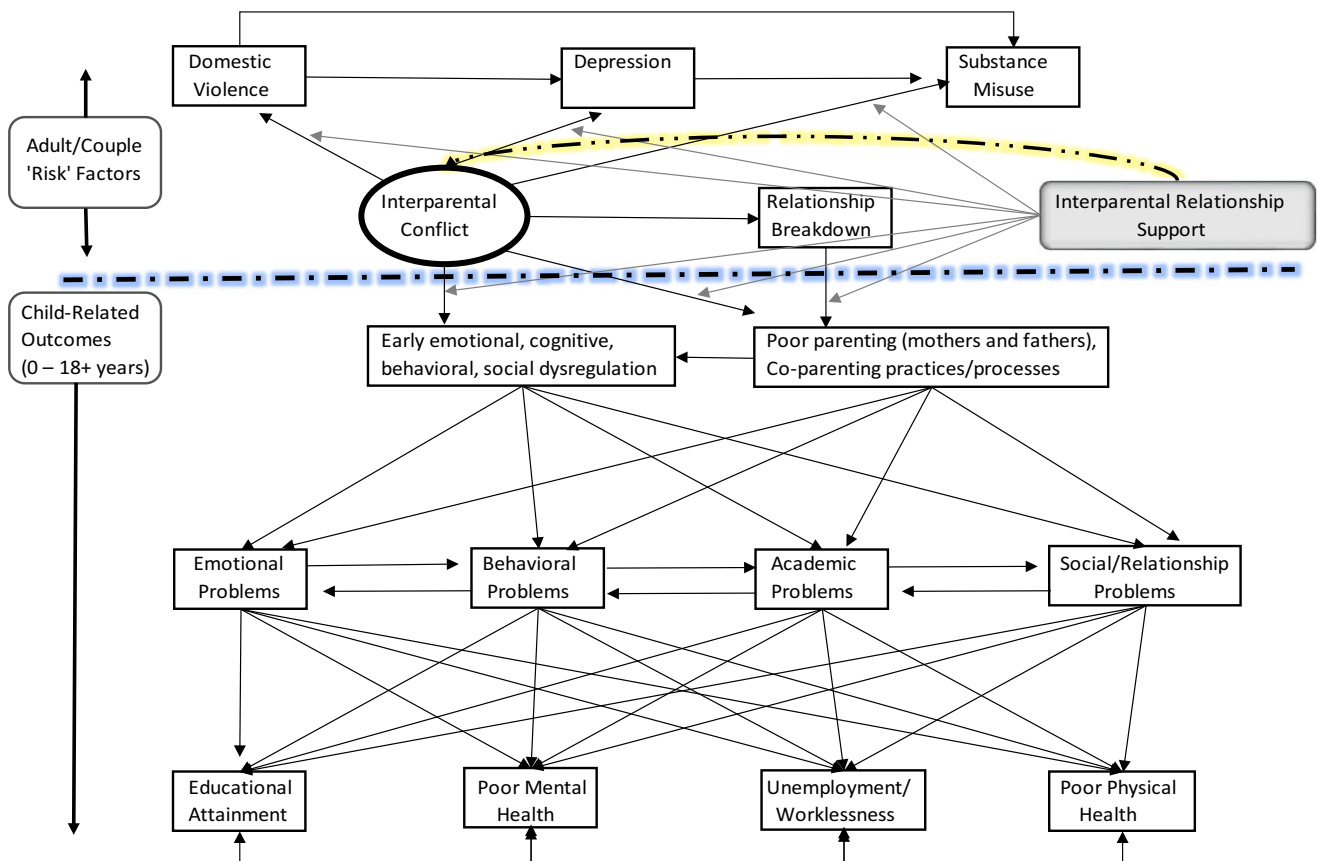 Domestic
Violence
Depression
Substance
Misuse
Adult/Couple
'Risk' Factors
Interparental
Conflict
Relationship
Breakdown
Interparental Relationship
Support
Child-Related
Outcomes
(0 – 18+ years)
Early emotional, cognitive,
behavioral, social dysregulation
Poor parenting (mothers and fathers),
Co-parenting practices/processes
Emotional
Problems
Behavioral
Problems
Academic
Problems
Social/Relationship
Problems
Educational
Attainment
Poor Mental
Health
Unemployment/
Worklessness
Poor Physical
Health